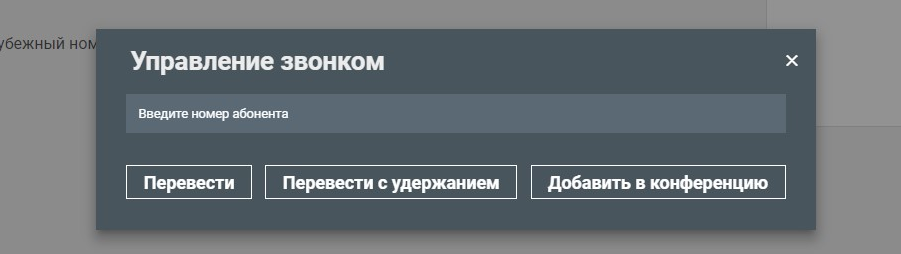 убежный ном
Управление звонком
Введите номер абонента
Перевести
Перевести с удержанием
Добавить в конференцию